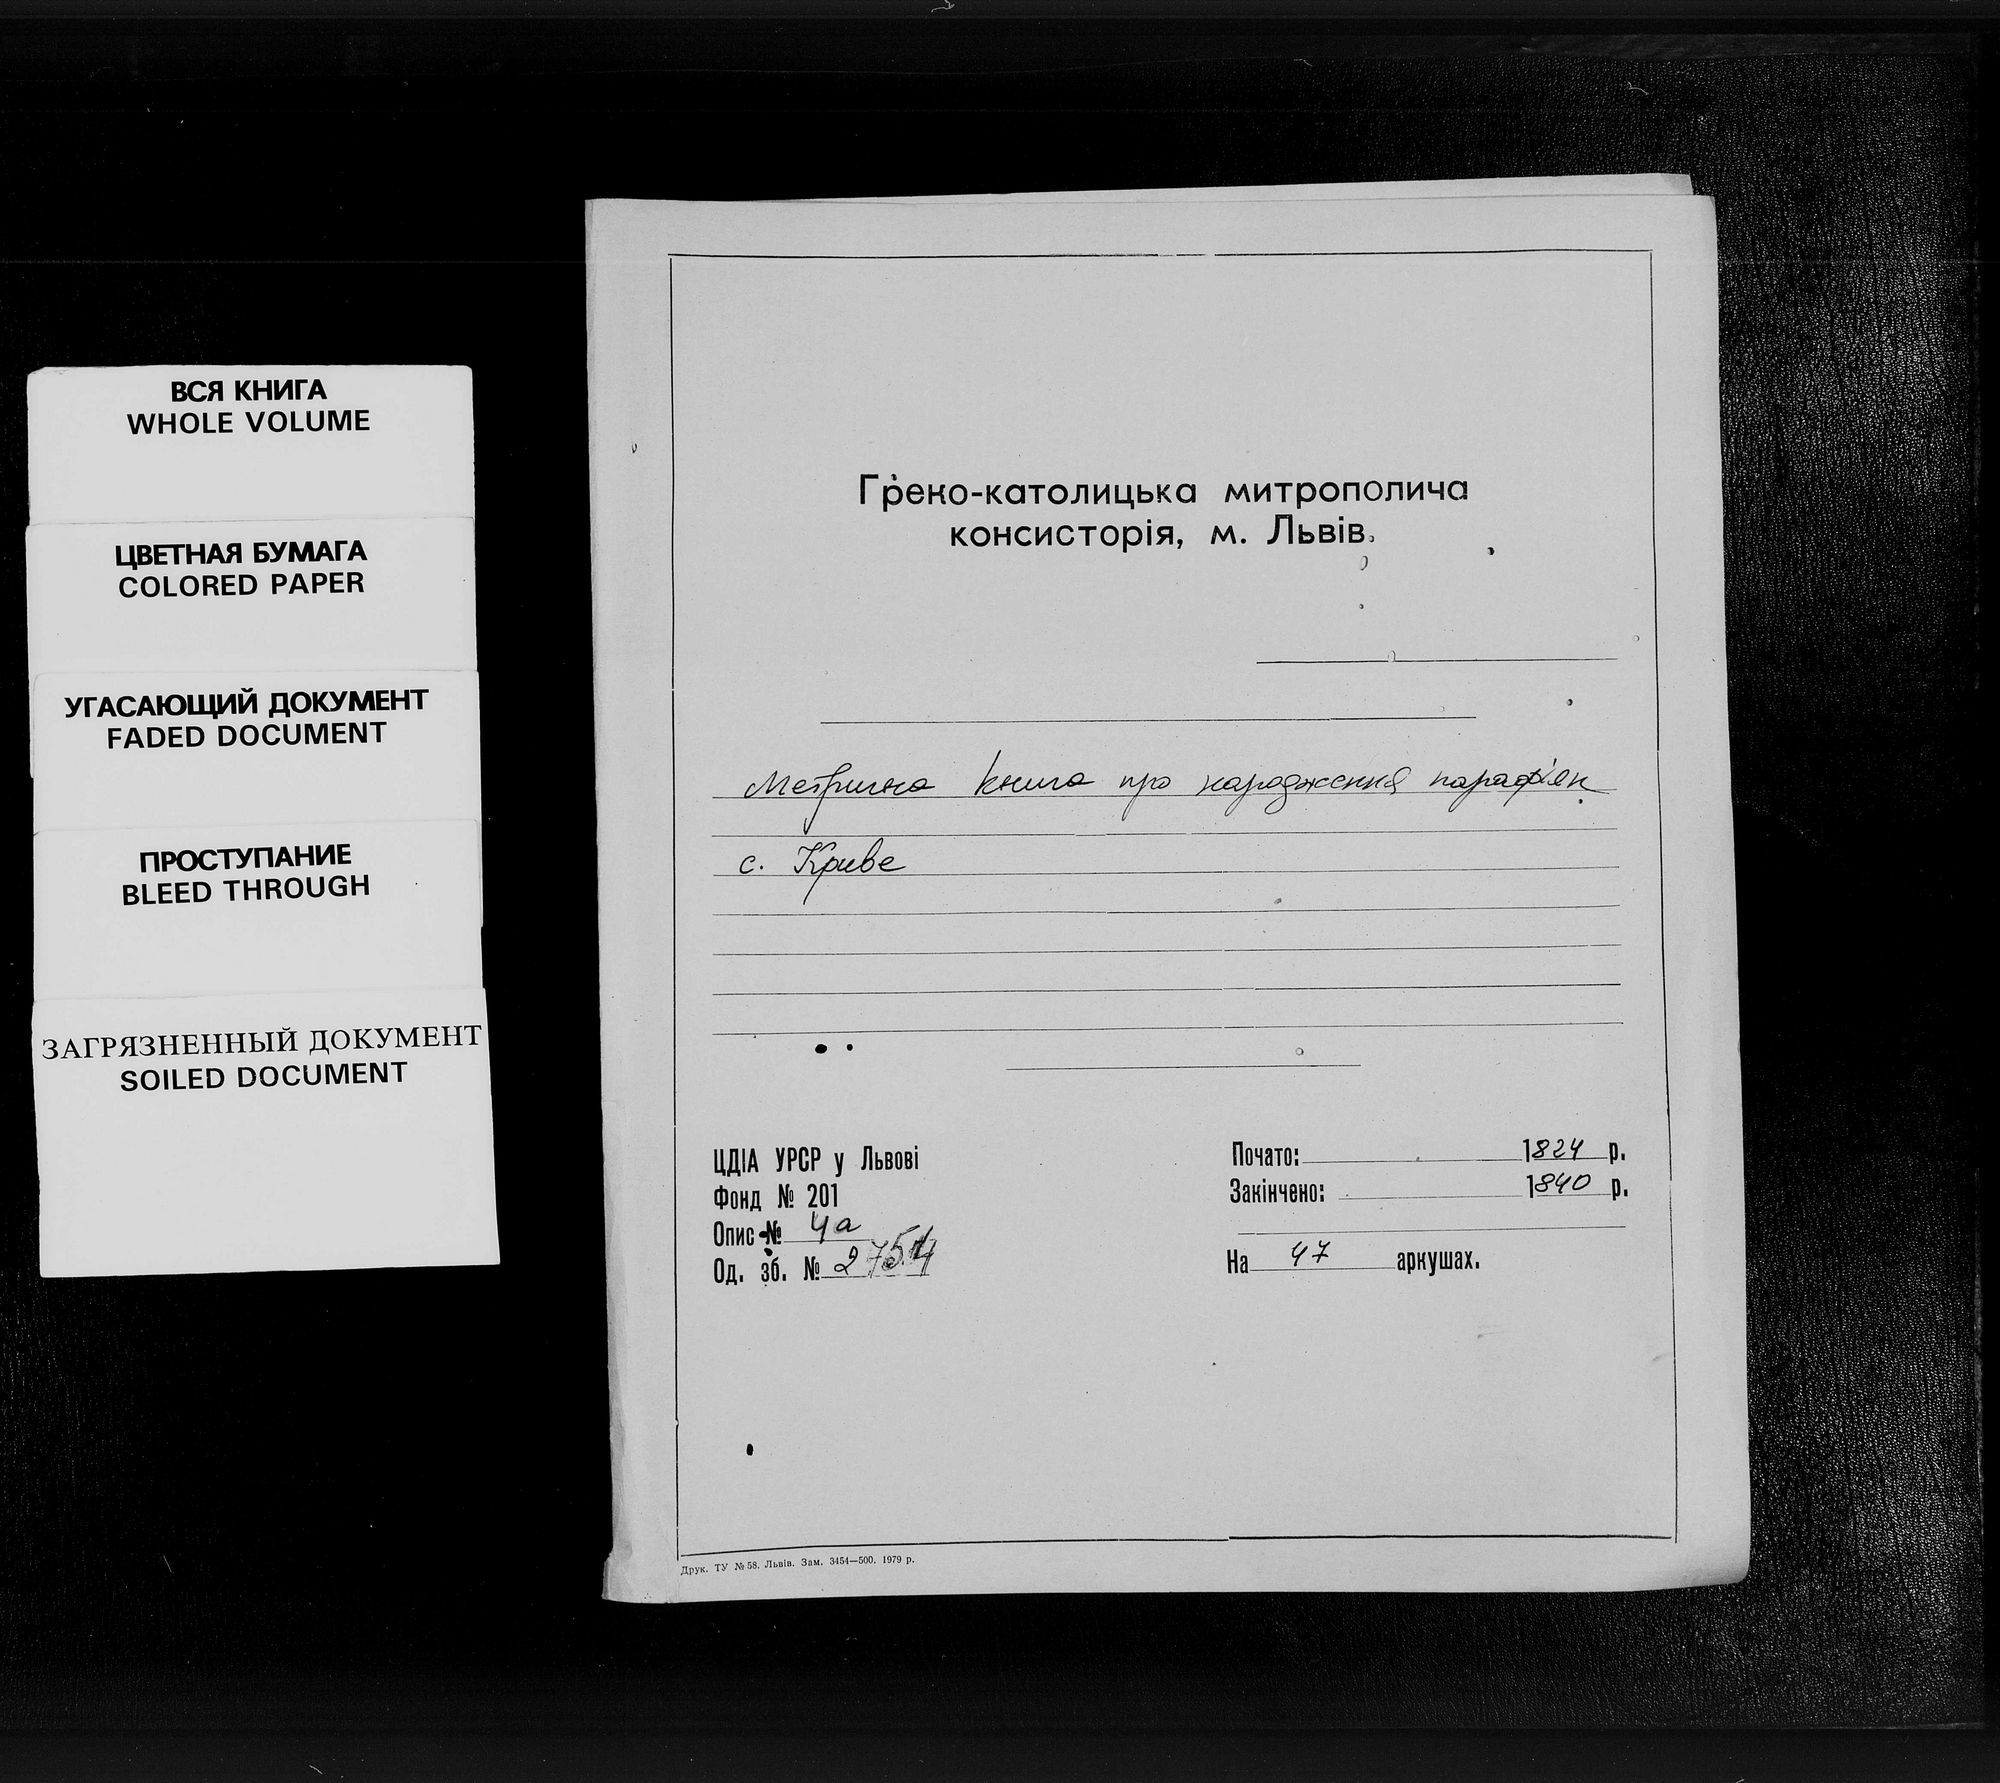 ВСЯ КНИГА
WHOLE VOLUME
ЦВЕТНАЯ БУМАГА
COLORED PAPER
УГАСАЮЩИЙ ДОКУМЕНТ
FADED DOCUMENT
ПРОСТУПАНИЕ
BLEED THROUGH
ЗАГРЯЗНЕННЫЙ ДОКУМЕНТ
SOILED DOCUMENT
Греко-католицька митрополича
консисторія, м. Львів.
Метрична книга про народження парафіян
с. Криве
ЦДІА УРСР у Львові
Фонд № 201
Опис № 4а
Од. зб. № 2754
Почато: 1824 р.
Закінчено: 1840 р.
На 47 аркушах.
Друк. ТУ № 58. Львів. Зам. 3454—500. 1979 р.